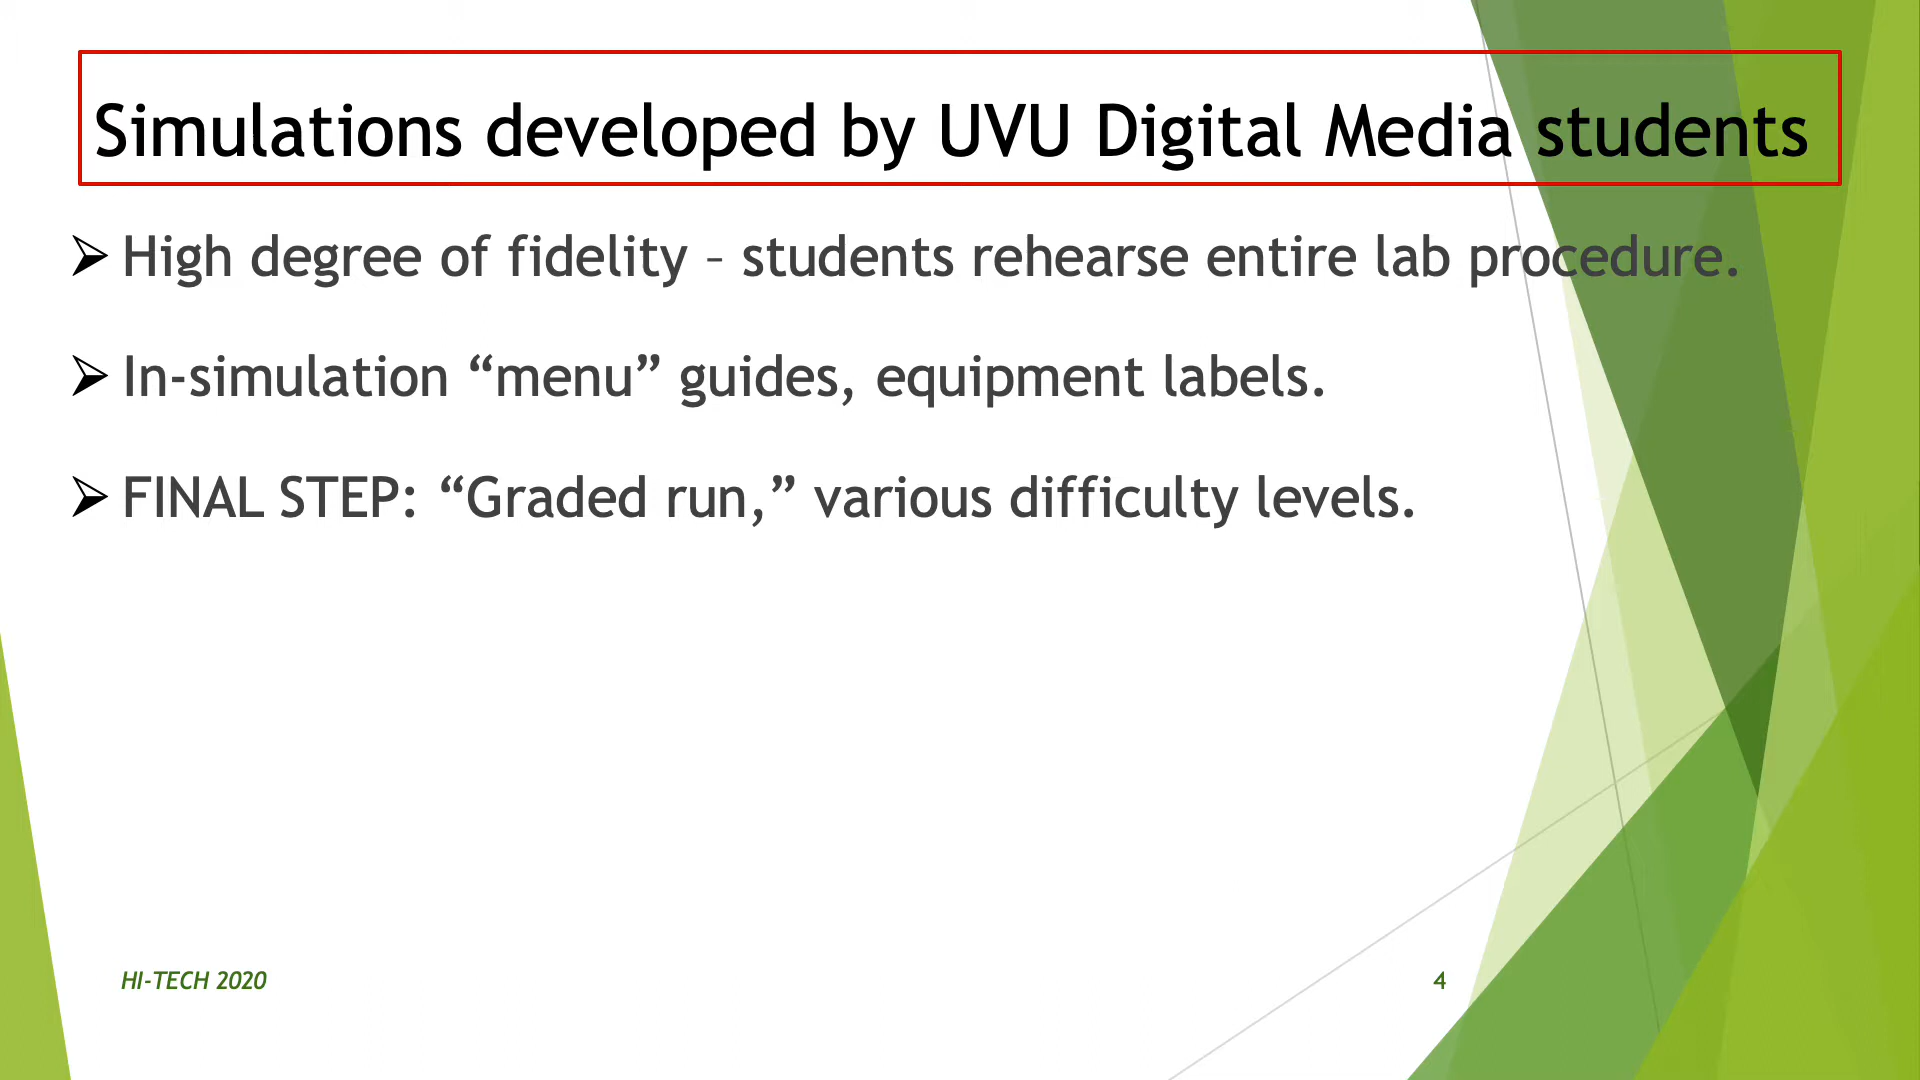 Simulations developed by UVU Digital Media students
High degree of fidelity – students rehearse entire lab procedure.
In-simulation “menu” guides, equipment labels.
FINAL STEP: “Graded run,” various difficulty levels.
HI-TECH 2020
4